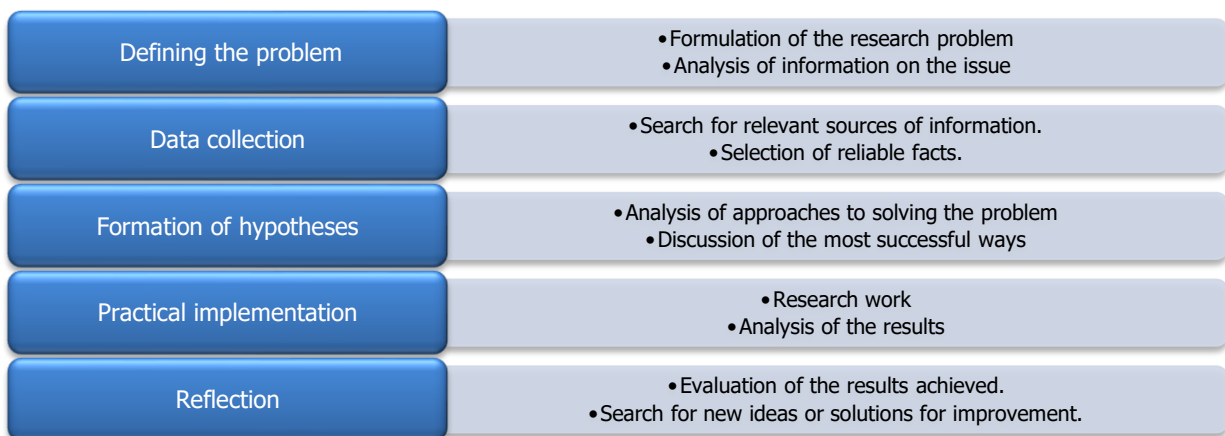 Defining the problem
•Formulation of the research problem
•Analysis of information on the issue
Data collection
•Search for relevant sources of information.
•Selection of reliable facts.
Formation of hypotheses
•Analysis of approaches to solving the problem
•Discussion of the most successful ways
Practical implementation
•Research work
•Analysis of the results
Reflection
•Evaluation of the results achieved.
•Search for new ideas or solutions for improvement.